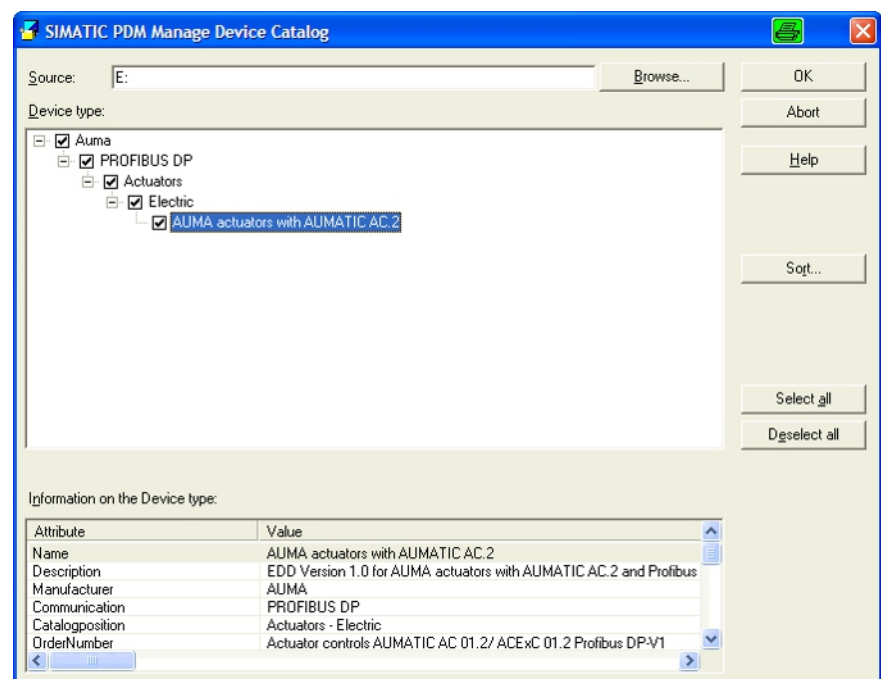 SIMATIC PDM Manage Device Catalog
Source: E: Browse... OK
Device type: Abort
Auma
PROFIBUS DP Help
Actuators
Electric
AUMA actuators with AUMATIC AC.2
Sort...
Select all
Deselect all
Information on the Device type:
Attribute Value
Name AUMA actuators with AUMATIC AC.2
Description EDD Version 1.0 for AUMA actuators with AUMATIC AC.2 and Profibus
Manufacturer AUMA
Communication PROFIBUS DP
Catalogposition Actuators - Electric
OrderNumber Actuator controls AUMATIC AC 01.2/ ACExC 01.2 Profibus DP-V1